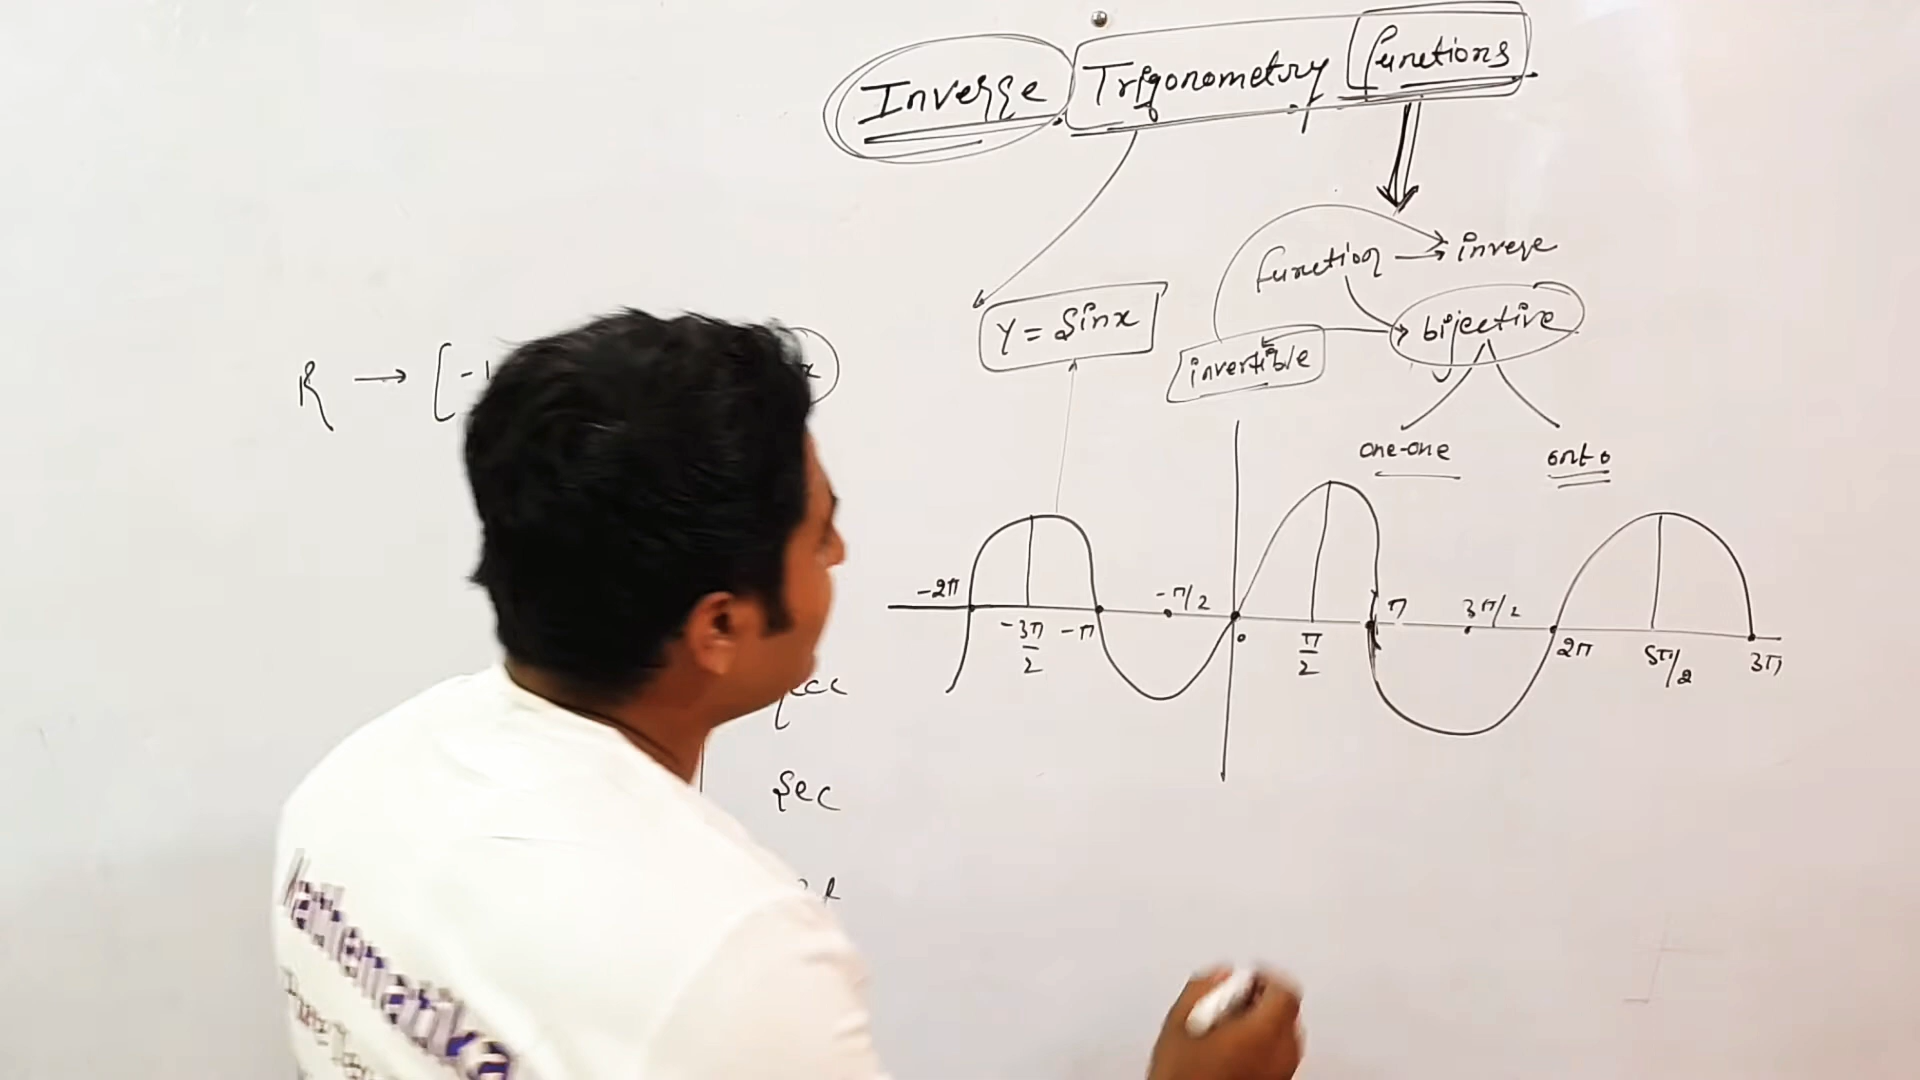 Inverse Trigonometry functions
function → inverse
Y = Sinx
bijective
invertible
R → [-1
x
one-one
onto
-2π
-3π/2
-π
-π/2
0
π/2
π
3π/2
2π
5π/2
3π
Sec
Mathematika